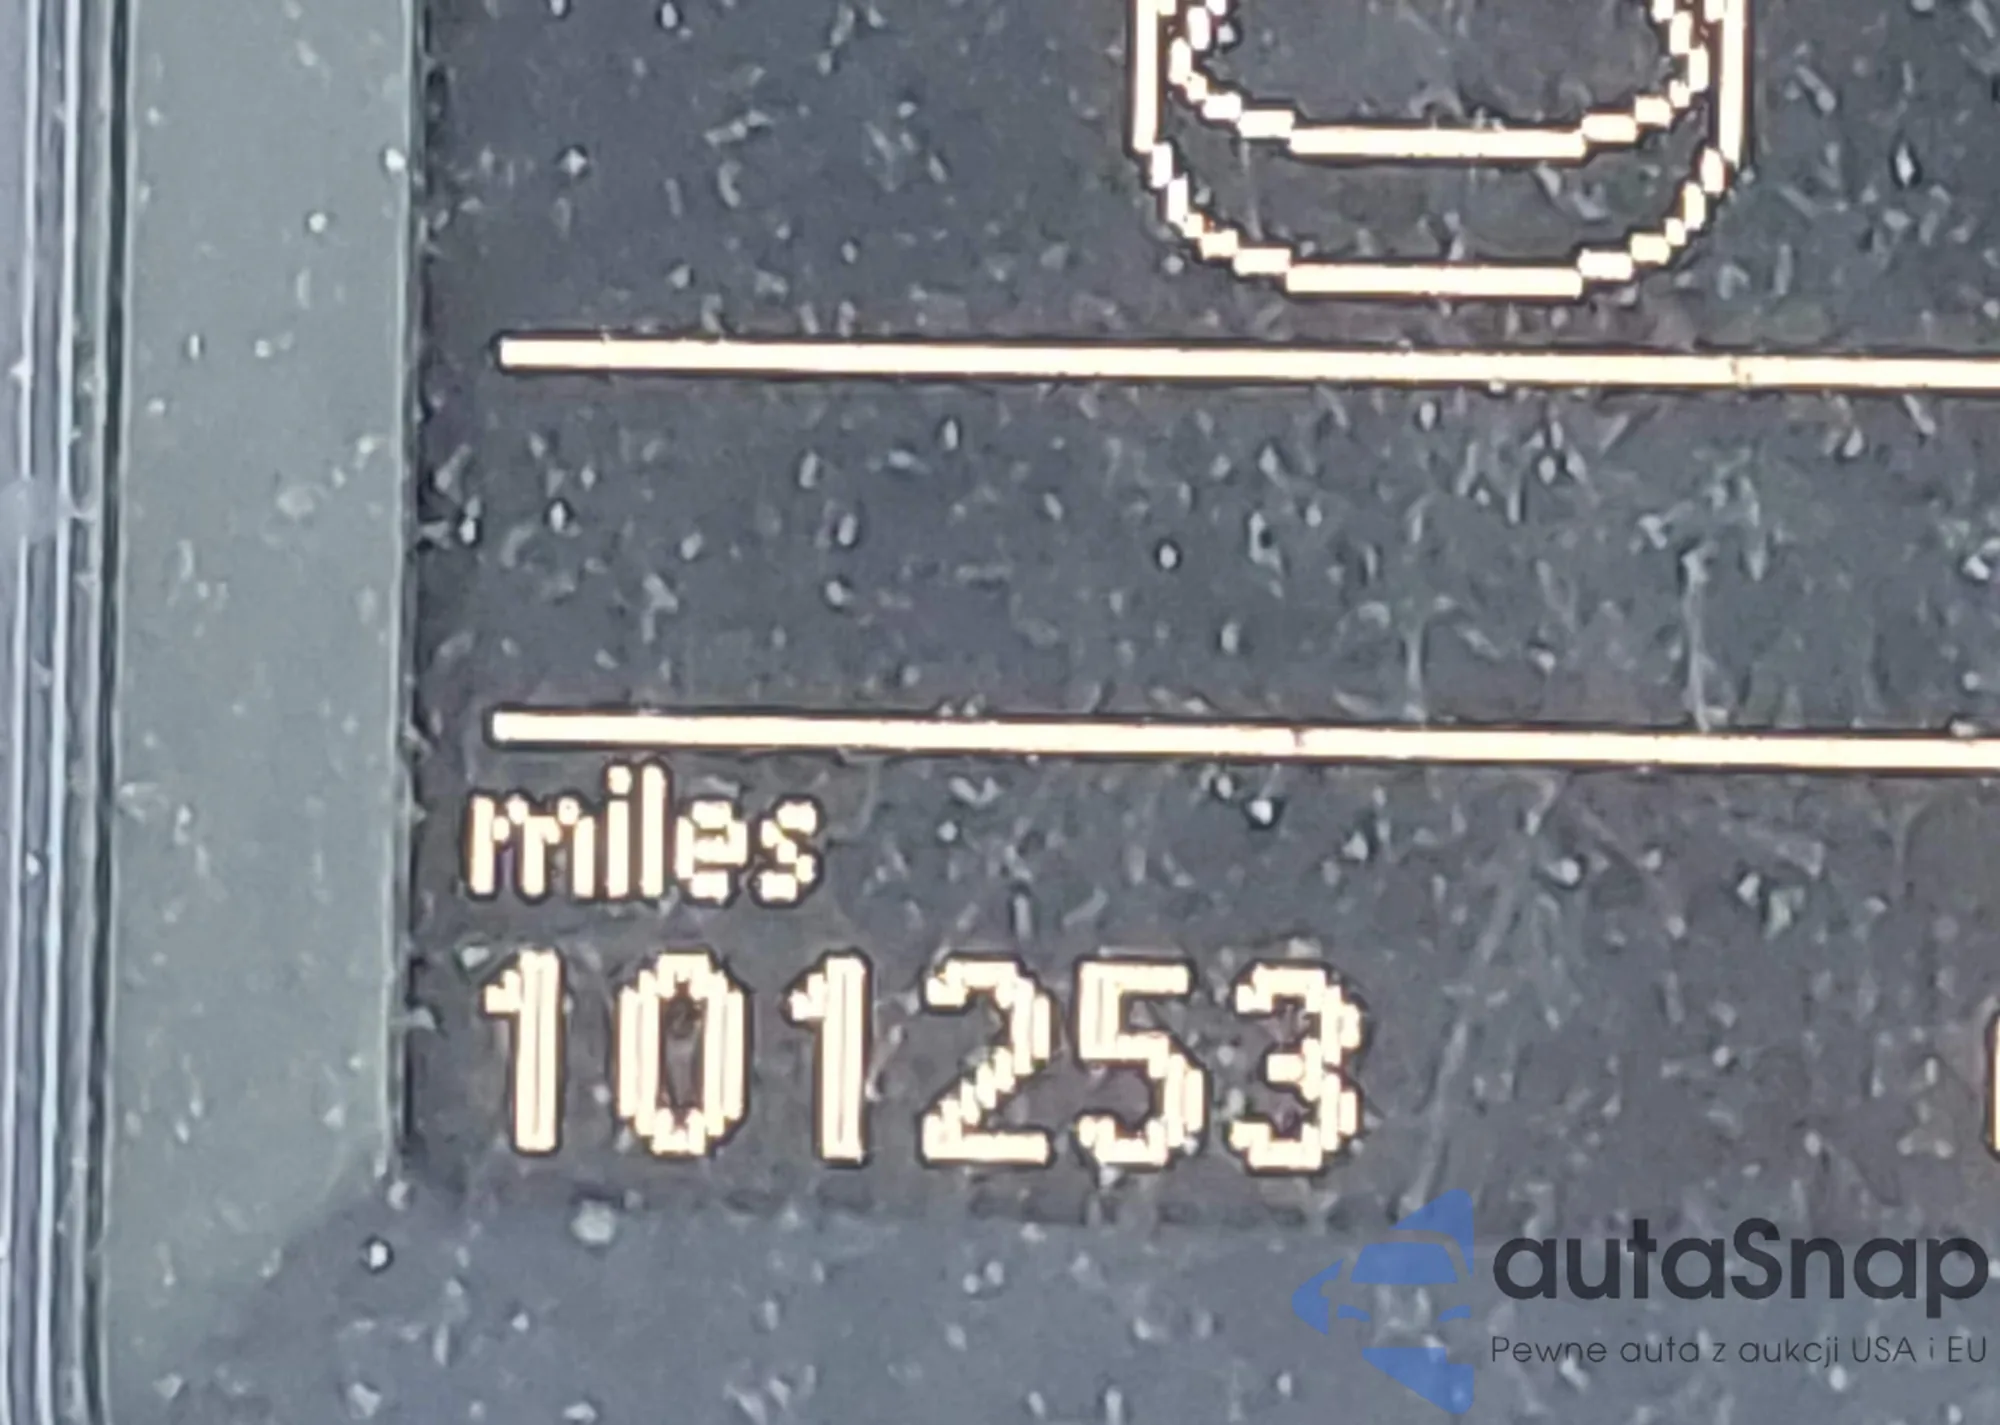 miles
101253
autaSnap
Pewne auta z aukcji USA i EU